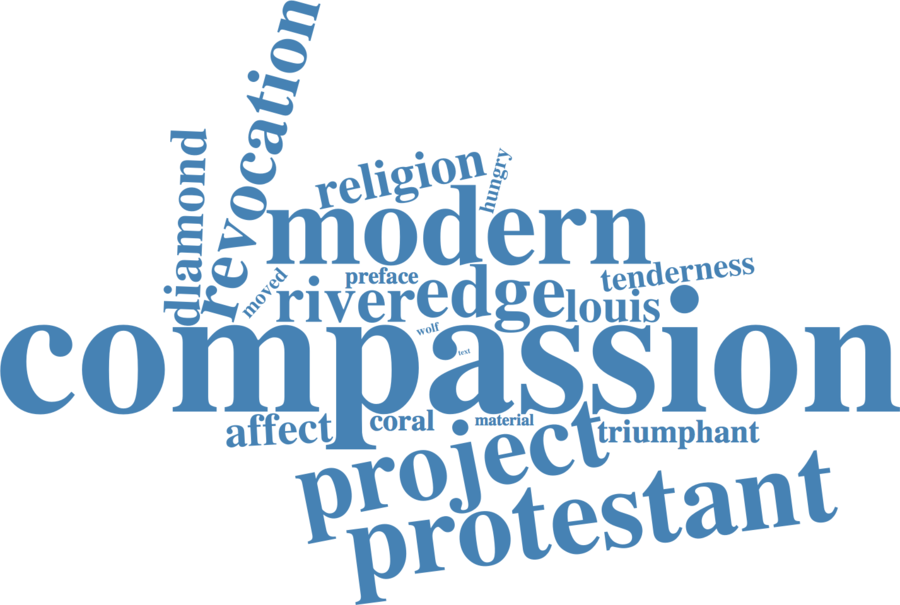 revocation
diamond
religion
hungry
modern
moved
preface
tenderness
river
edge
louis
wolf
text
compassion
affect
coral
material
triumphant
project
protestant